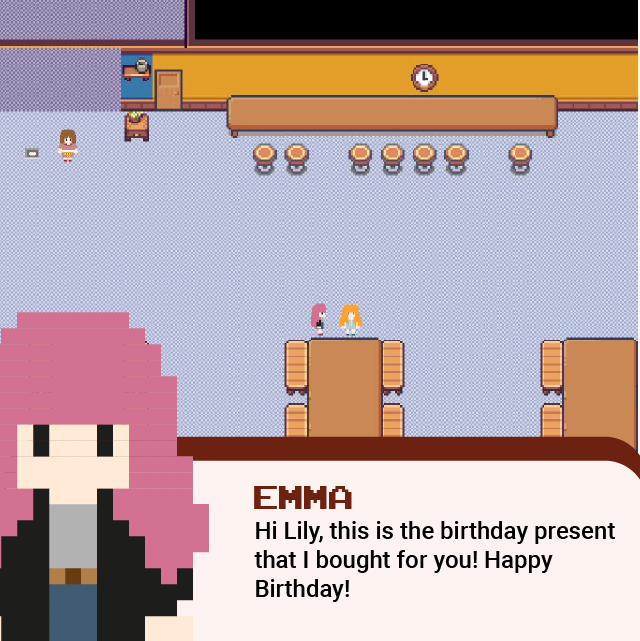 EMMA
Hi Lily, this is the birthday present
that I bought for you! Happy
Birthday!